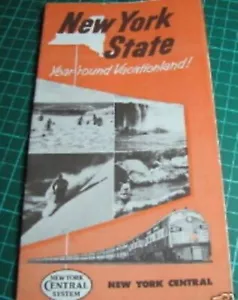 New York
State
Year 'round Vacationland!
NEW YORK
CENTRAL
SYSTEM
NEW YORK CENTRAL